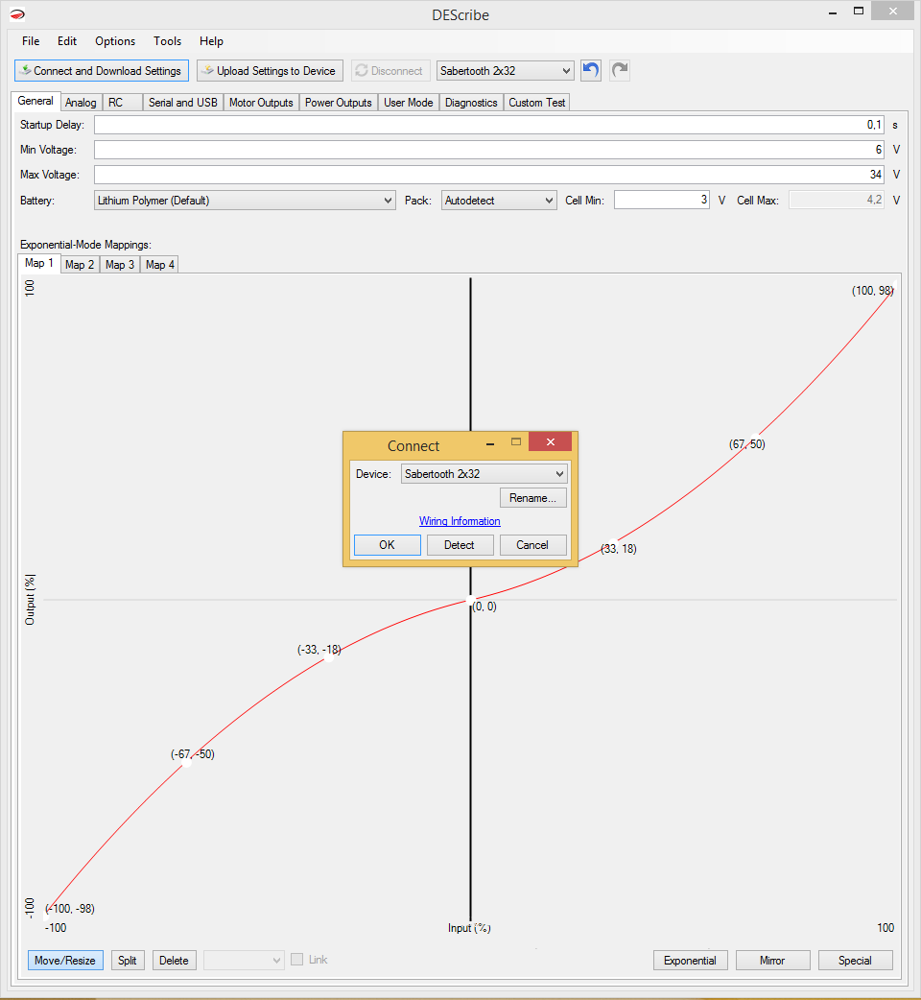 DEScribe
File Edit Options Tools Help
Connect and Download Settings Upload Settings to Device Disconnect Sabertooth 2x32
General Analog RC Serial and USB Motor Outputs Power Outputs User Mode Diagnostics Custom Test
Startup Delay: 0,1 s
Min Voltage: 6 V
Max Voltage: 34 V
Battery: Lithium Polymer (Default) Pack: Autodetect Cell Min: 3 V Cell Max: 4,2 V
Exponential-Mode Mappings:
Map 1 Map 2 Map 3 Map 4
100
(100, 98)
(67, 50)
Connect
Device: Sabertooth 2x32
Rename...
Wiring Information
OK Detect Cancel
(33, 18)
Output (%)
(0, 0)
(-33, -18)
(-67, -50)
-100
(-100, -98)
-100 Input (%) 100
Move/Resize Split Delete Link Exponential Mirror Special